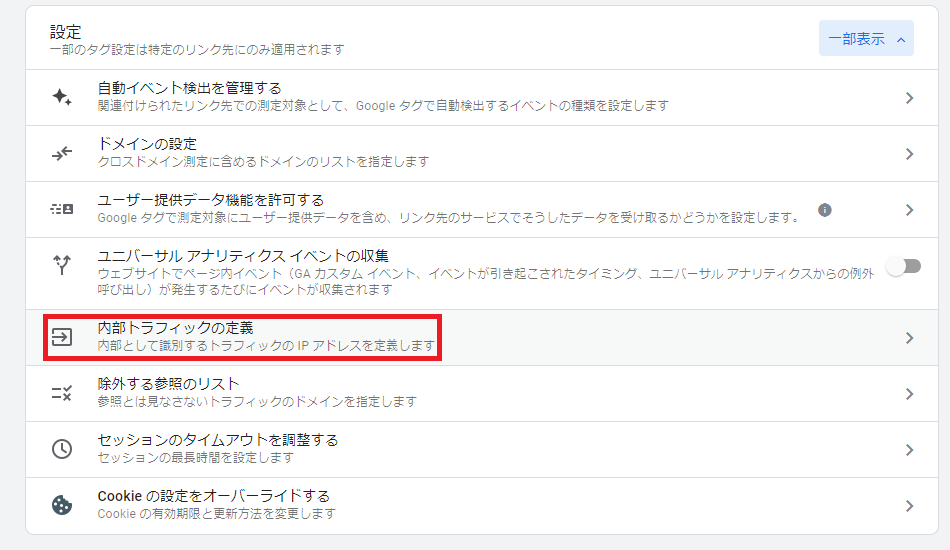 設定
一部のタグ設定は特定のリンク先にのみ適用されます
一部表示
自動イベント検出を管理する
関連付けられたリンク先での測定対象として、Google タグで自動検出するイベントの種類を設定します
ドメインの設定
クロスドメイン測定に含めるドメインのリストを指定します
ユーザー提供データ機能を許可する
Google タグで測定対象にユーザー提供データを含め、リンク先のサービスでそうしたデータを受け取るかどうかを設定します。
ユニバーサル アナリティクス イベントの収集
ウェブサイトでページ内イベント（GA カスタム イベント、イベントが引き起こされたタイミング、ユニバーサル アナリティクスからの例外
呼び出し）が発生するたびにイベントが収集されます
内部トラフィックの定義
内部として識別するトラフィックの IP アドレスを定義します
除外する参照のリスト
参照とは見なさないトラフィックのドメインを指定します
セッションのタイムアウトを調整する
セッションの最長時間を設定します
Cookie の設定をオーバーライドする
Cookie の有効期限と更新方法を変更します